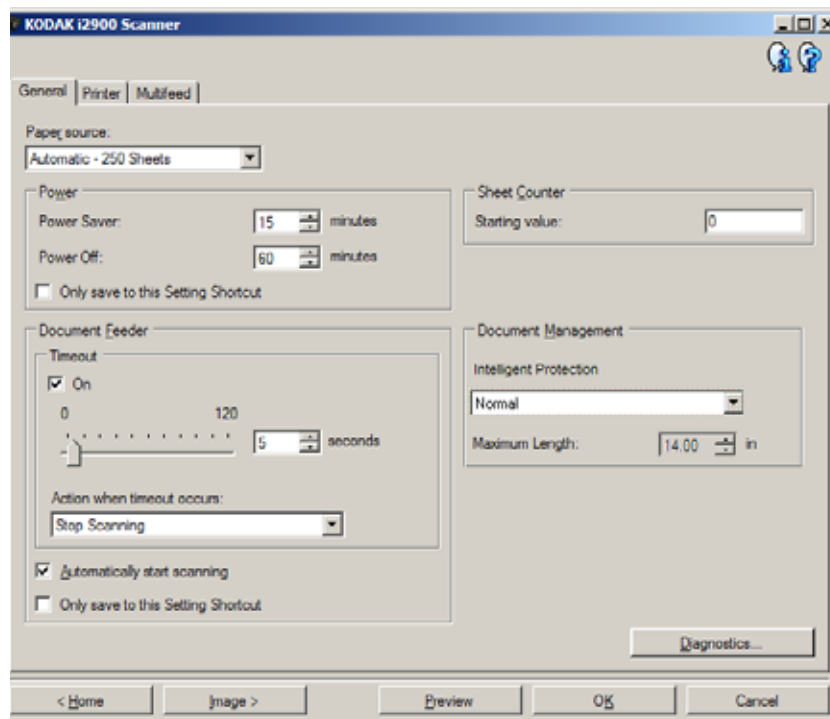 KODAK i2900 Scanner
General Printer Multifeed
Paper source:
Automatic - 250 Sheets
Power
Power Saver: 15 minutes
Power Off: 60 minutes
Only save to this Setting Shortcut
Sheet Counter
Starting value: 0
Document Feeder
Timeout
On
0 120
5 seconds
Action when timeout occurs:
Stop Scanning
Automatically start scanning
Only save to this Setting Shortcut
Document Management
Intelligent Protection
Normal
Maximum Length: 14.00 in
Diagnostics...
< Home Image > Preview OK Cancel